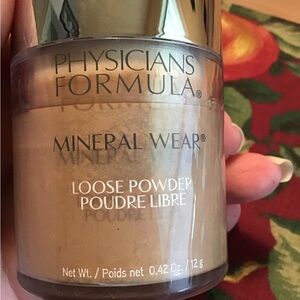 PHYSICIANS
FORMULA®
MINERAL WEAR®
LOOSE POWDER
POUDRE LIBRE
Net Wt. / Poids net 0.42 Oz. / 12 g